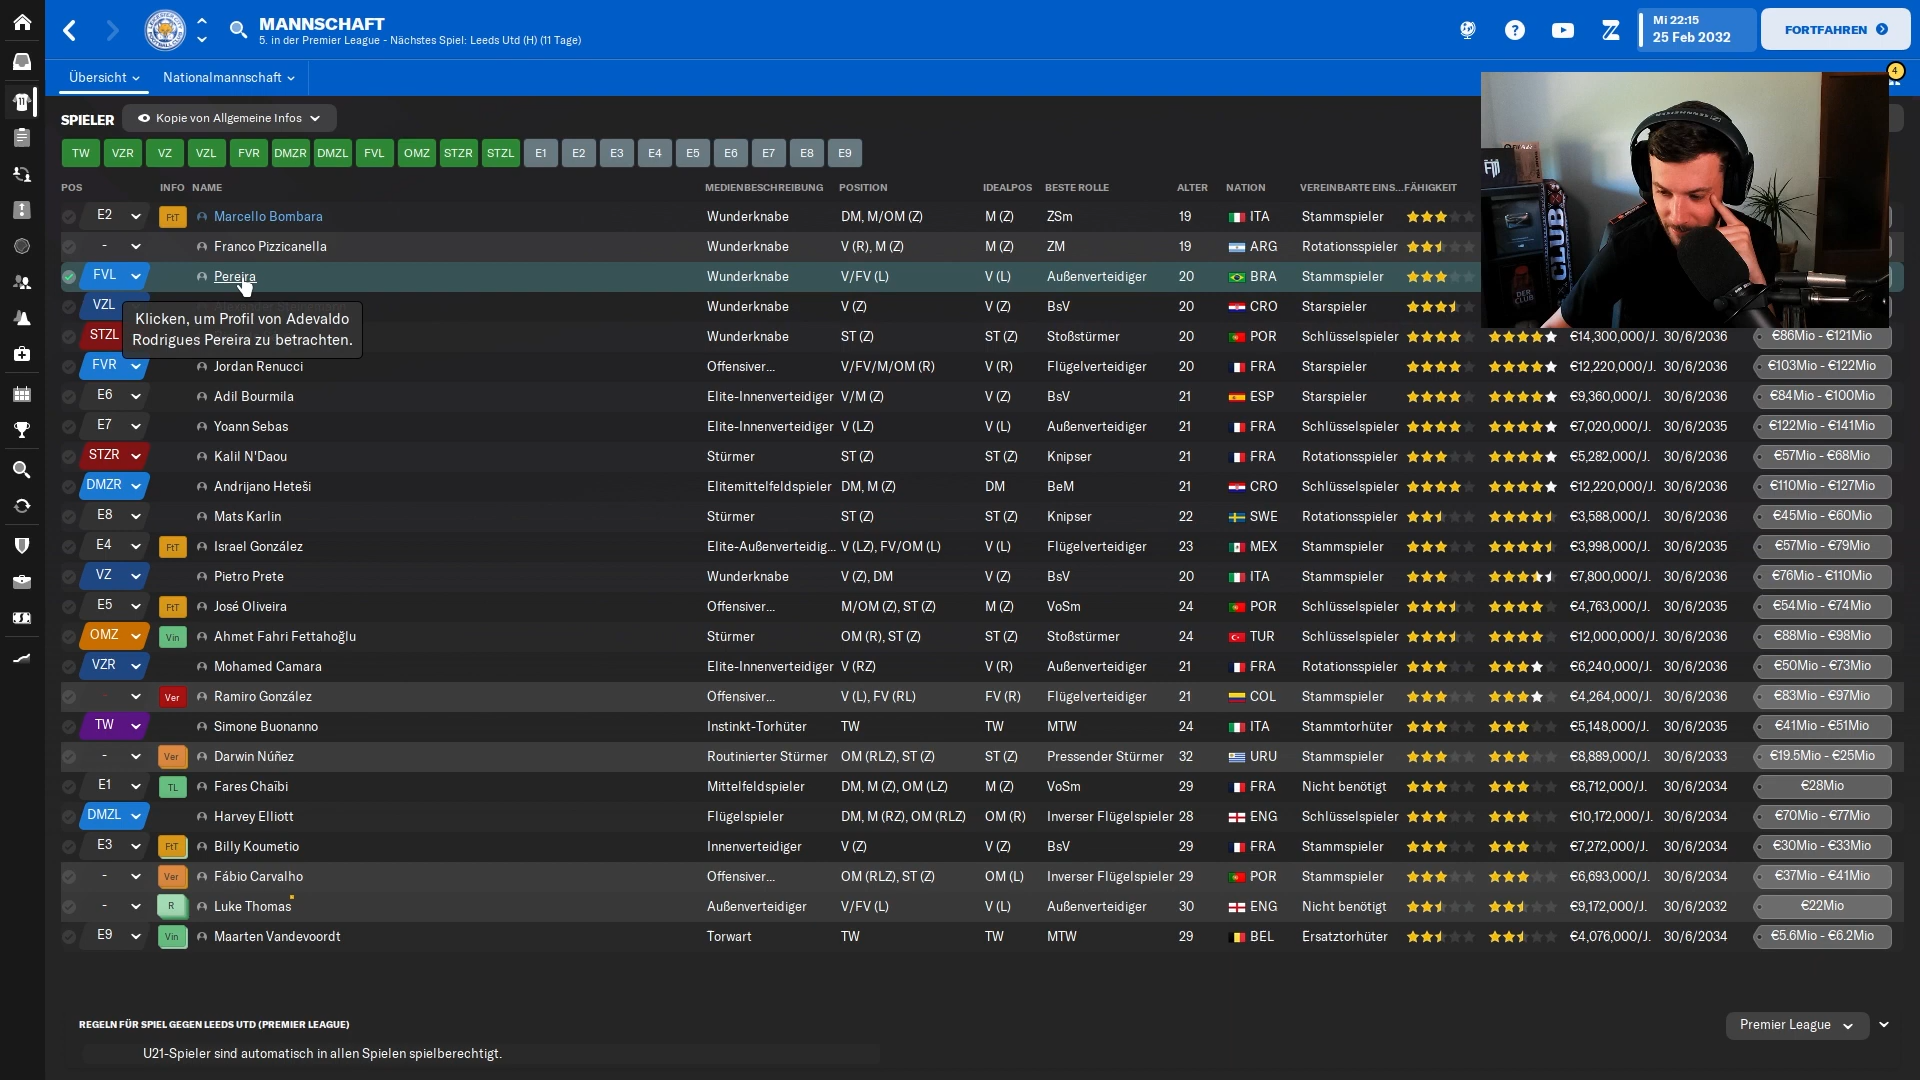 MANNSCHAFT
5. in der Premier League - Nächstes Spiel: Leeds Utd (H) (11 Tage)
Mi 22:15
25 Feb 2032
FORTFAHREN
Übersicht
Nationalmannschaft
4
SPIELER
Kopie von Allgemeine Infos
TW VZR VZ VZL FVR DMZR DMZL FVL OMZ STZR STZL E1 E2 E3 E4 E5 E6 E7 E8 E9
POS INFO NAME MEDIENBESCHREIBUNG POSITION IDEALPOS BESTE ROLLE ALTER NATION VEREINBARTE EINS... FÄHIGKEIT
E2 FtT Marcello Bombara Wunderknabe DM, M/OM (Z) M (Z) ZSm 19 ITA Stammspieler
- Franco Pizzicanella Wunderknabe V (R), M (Z) M (Z) ZM 19 ARG Rotationsspieler
FVL Pereira Wunderknabe V/FV (L) V (L) Außenverteidiger 20 BRA Stammspieler
VZL Wunderknabe V (Z) V (Z) BsV 20 CRO Starspieler
Klicken, um Profil von Adevaldo
Rodrigues Pereira zu betrachten.
STZL Wunderknabe ST (Z) ST (Z) Stoßstürmer 20 POR Schlüsselspieler €14,300,000/J. 30/6/2036 €86Mio - €121Mio
FVR Jordan Renucci Offensiver... V/FV/M/OM (R) V (R) Flügelverteidiger 20 FRA Starspieler €12,220,000/J. 30/6/2036 €103Mio - €122Mio
E6 Adil Bourmila Elite-Innenverteidiger V/M (Z) V (Z) BsV 21 ESP Starspieler €9,360,000/J. 30/6/2036 €84Mio - €100Mio
E7 Yoann Sebas Elite-Innenverteidiger V (LZ) V (L) Außenverteidiger 21 FRA Schlüsselspieler €7,020,000/J. 30/6/2035 €122Mio - €141Mio
STZR Kalil N'Daou Stürmer ST (Z) ST (Z) Knipser 21 FRA Rotationsspieler €5,282,000/J. 30/6/2036 €57Mio - €68Mio
DMZR Andrijano Heteši Elitemittelfeldspieler DM, M (Z) DM BeM 21 CRO Schlüsselspieler €12,220,000/J. 30/6/2036 €110Mio - €127Mio
E8 Mats Karlin Stürmer ST (Z) ST (Z) Knipser 22 SWE Rotationsspieler €3,588,000/J. 30/6/2036 €45Mio - €60Mio
E4 FtT Israel González Elite-Außenverteidig... V (LZ), FV/OM (L) V (L) Flügelverteidiger 23 MEX Stammspieler €3,998,000/J. 30/6/2035 €57Mio - €79Mio
VZ Pietro Prete Wunderknabe V (Z), DM V (Z) BsV 20 ITA Stammspieler €7,800,000/J. 30/6/2036 €76Mio - €110Mio
E5 FtT José Oliveira Offensiver... M/OM (Z), ST (Z) M (Z) VoSm 24 POR Schlüsselspieler €4,763,000/J. 30/6/2035 €54Mio - €74Mio
OMZ Vin Ahmet Fahri Fettahoğlu Stürmer OM (R), ST (Z) ST (Z) Stoßstürmer 24 TUR Schlüsselspieler €12,000,000/J. 30/6/2036 €88Mio - €98Mio
VZR Mohamed Camara Elite-Innenverteidiger V (RZ) V (R) Außenverteidiger 21 FRA Rotationsspieler €6,240,000/J. 30/6/2036 €50Mio - €73Mio
- Ver Ramiro González Offensiver... V (L), FV (RL) FV (R) Flügelverteidiger 21 COL Stammspieler €4,264,000/J. 30/6/2036 €83Mio - €97Mio
TW Simone Buonanno Instinkt-Torhüter TW TW MTW 24 ITA Stammtorhüter €5,148,000/J. 30/6/2035 €41Mio - €51Mio
- Ver Darwin Núñez Routinierter Stürmer OM (RLZ), ST (Z) ST (Z) Pressender Stürmer 32 URU Stammspieler €8,889,000/J. 30/6/2033 €19.5Mio - €25Mio
E1 TL Fares Chaïbi Mittelfeldspieler DM, M (Z), OM (LZ) M (Z) VoSm 29 FRA Nicht benötigt €8,712,000/J. 30/6/2034 €28Mio
DMZL Harvey Elliott Flügelspieler DM, M (RZ), OM (RLZ) OM (R) Inverser Flügelspieler 28 ENG Schlüsselspieler €10,172,000/J. 30/6/2034 €70Mio - €77Mio
E3 FtT Billy Koumetio Innenverteidiger V (Z) V (Z) BsV 29 FRA Stammspieler €7,272,000/J. 30/6/2034 €30Mio - €33Mio
- Ver Fábio Carvalho Offensiver... OM (RLZ), ST (Z) OM (L) Inverser Flügelspieler 29 POR Stammspieler €6,693,000/J. 30/6/2034 €37Mio - €41Mio
- R Luke Thomas Außenverteidiger V/FV (L) V (L) Außenverteidiger 30 ENG Nicht benötigt €9,172,000/J. 30/6/2032 €22Mio
E9 Vin Maarten Vandevoordt Torwart TW TW MTW 29 BEL Ersatztorhüter €4,076,000/J. 30/6/2034 €5.6Mio - €6.2Mio
REGELN FÜR SPIEL GEGEN LEEDS UTD (PREMIER LEAGUE)
Premier League
U21-Spieler sind automatisch in allen Spielen spielberechtigt.
CLUB
DER
CLUB